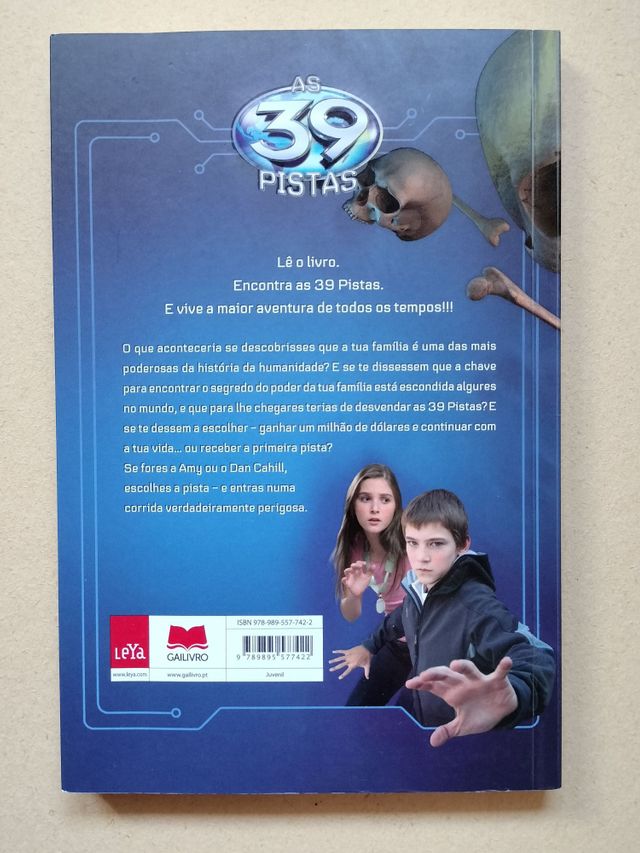 AS
39
PISTAS
Lê o livro.
Encontra as 39 Pistas.
E vive a maior aventura de todos os tempos!!!
O que aconteceria se descobrisses que a tua família é uma das mais
poderosas da história da humanidade? E se te dissessem que a chave
para encontrar o segredo do poder da tua família está escondida algures
no mundo, e que para lhe chegares terias de desvendar as 39 Pistas? E
se te dessem a escolher – ganhar um milhão de dólares e continuar com
a tua vida... ou receber a primeira pista?
Se fores a Amy ou o Dan Cahill,
escolhes a pista – e entras numa
corrida verdadeiramente perigosa.
LeYa
www.leya.com
GAILIVRO
www.gailivro.pt
ISBN 978-989-557-742-2
9 789895 577422
Juvenil